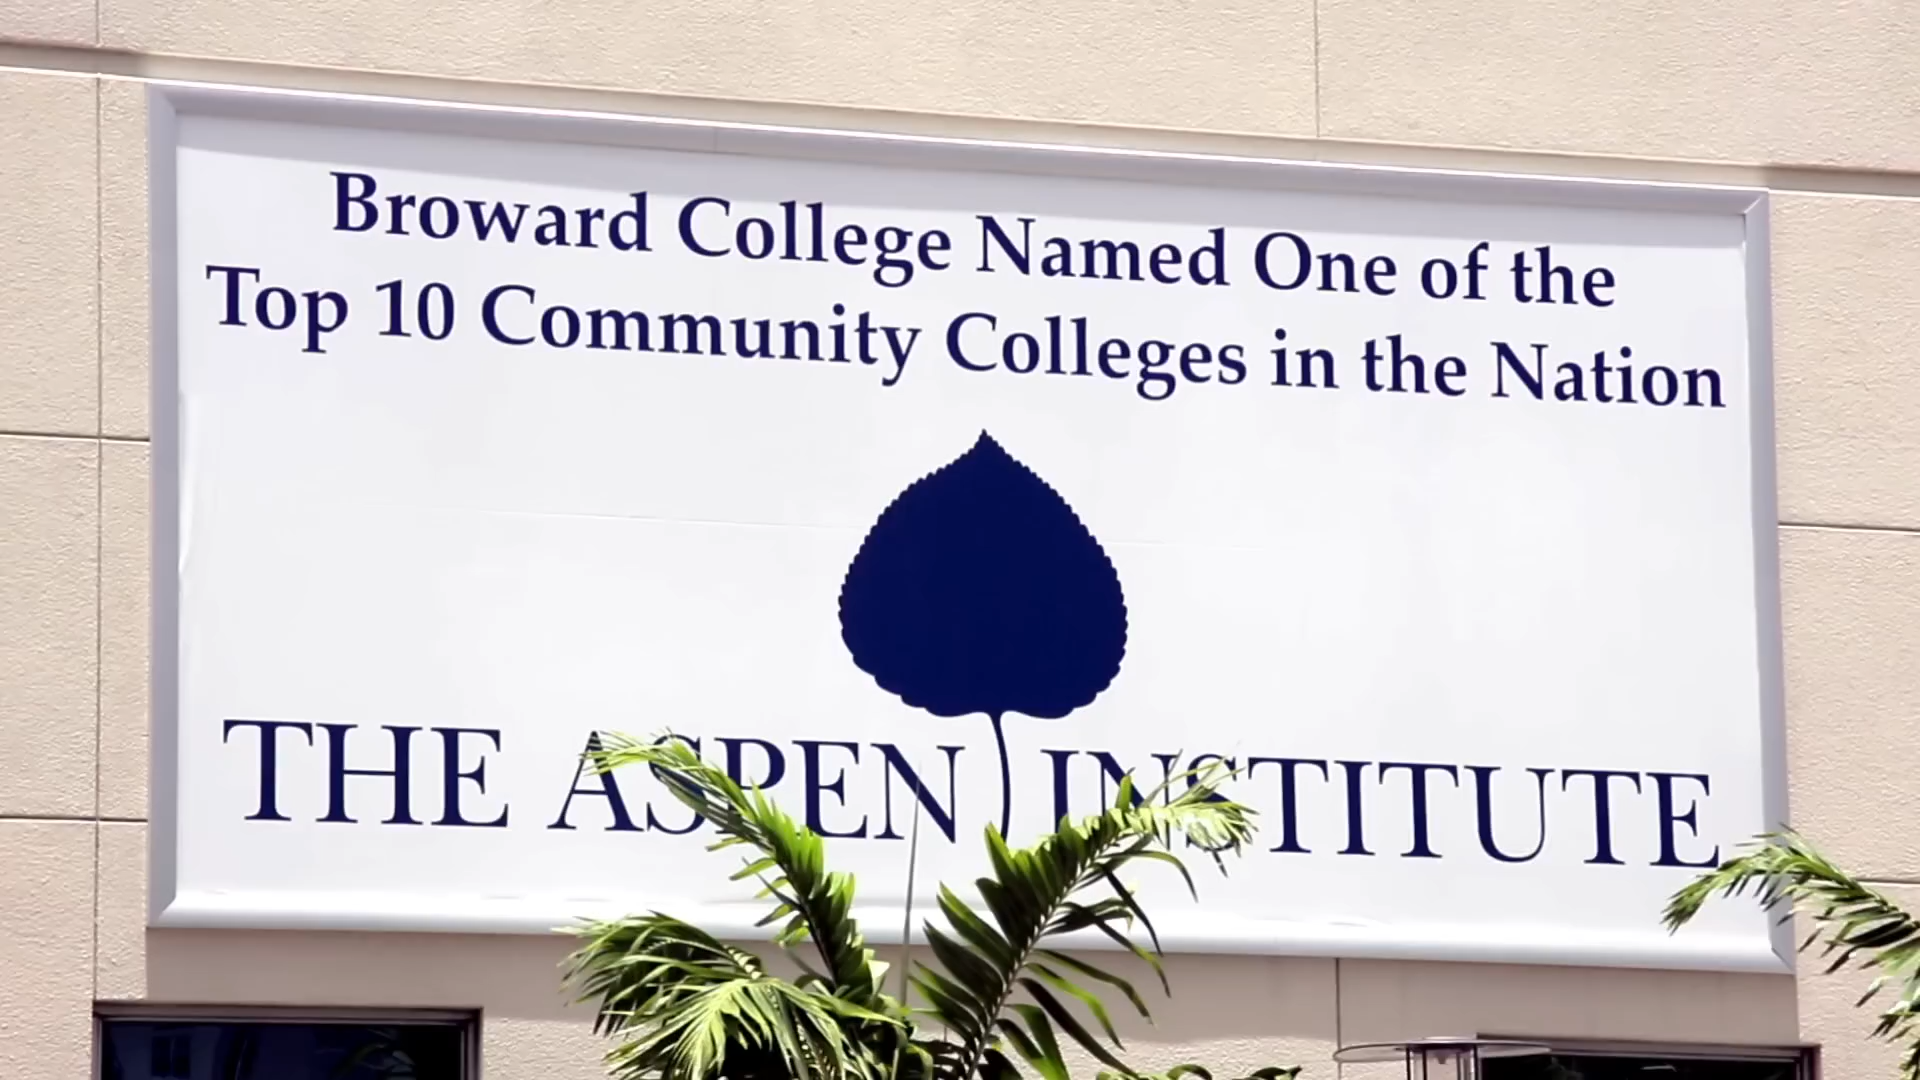 Broward College Named One of the
Top 10 Community Colleges in the Nation
THE ASPEN INSTITUTE